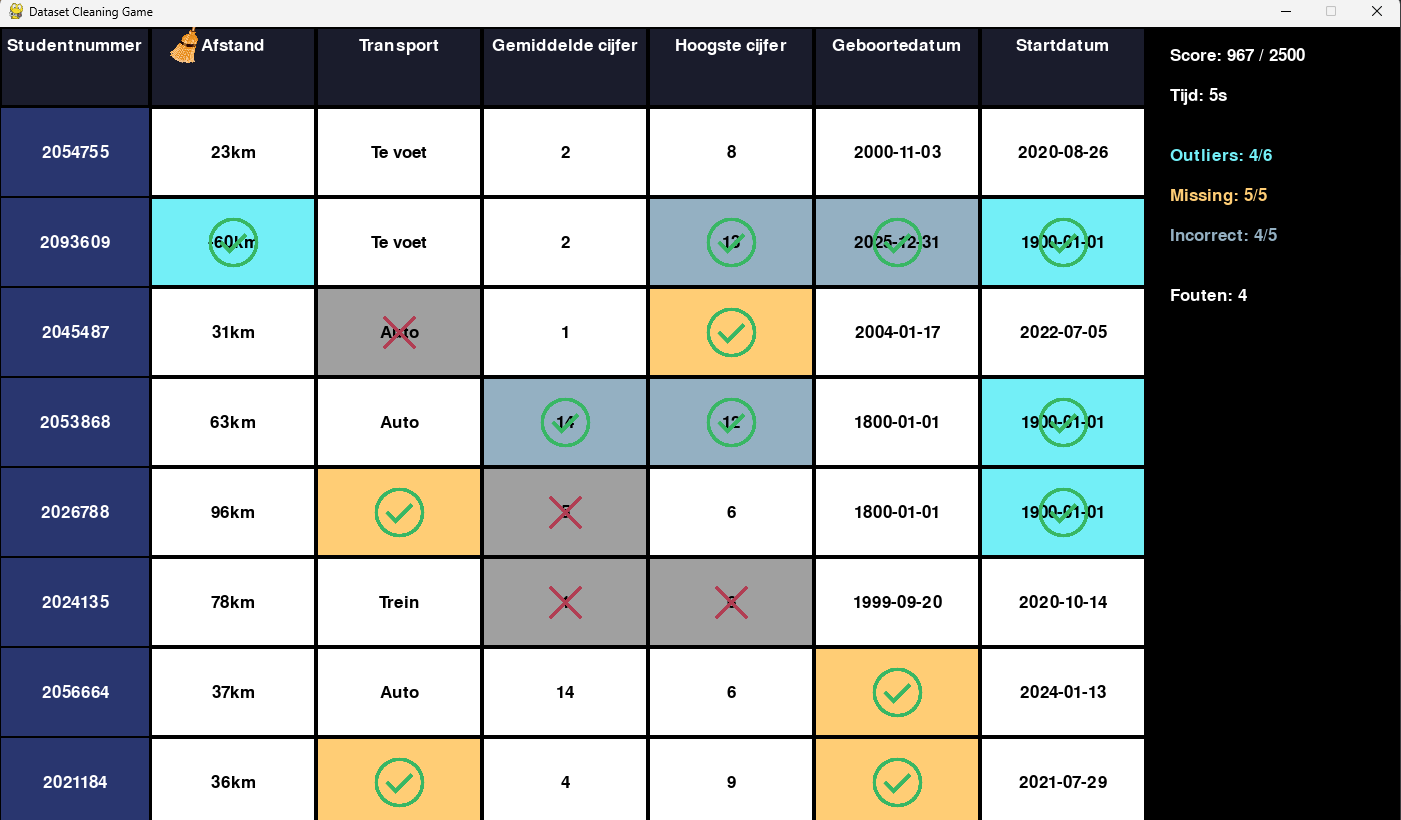 Dataset Cleaning Game
Studentnummer Afstand Transport Gemiddelde cijfer Hoogste cijfer Geboortedatum Startdatum
2054755 23km Te voet 2 8 2000-11-03 2020-08-26
2093609 -60km Te voet 2 13 2025-12-31 1900-01-01
2045487 31km Auto 1 2004-01-17 2022-07-05
2053868 63km Auto 14 12 1800-01-01 1900-01-01
2026788 96km 6 1800-01-01 1900-01-01
2024135 78km Trein 1999-09-20 2020-10-14
2056664 37km Auto 14 6 2024-01-13
2021184 36km 4 9 2021-07-29
Score: 967 / 2500
Tijd: 5s
Outliers: 4/6
Missing: 5/5
Incorrect: 4/5
Fouten: 4